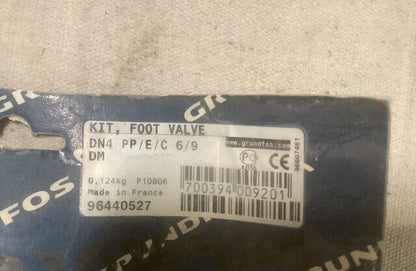 KIT, FOOT VALVE
DN4 PP/E/C 6/9
DM
www.grundfos.com
96607461
0,124kg P10806
Made in France
96440527
700394 009201
GRUNDFOS